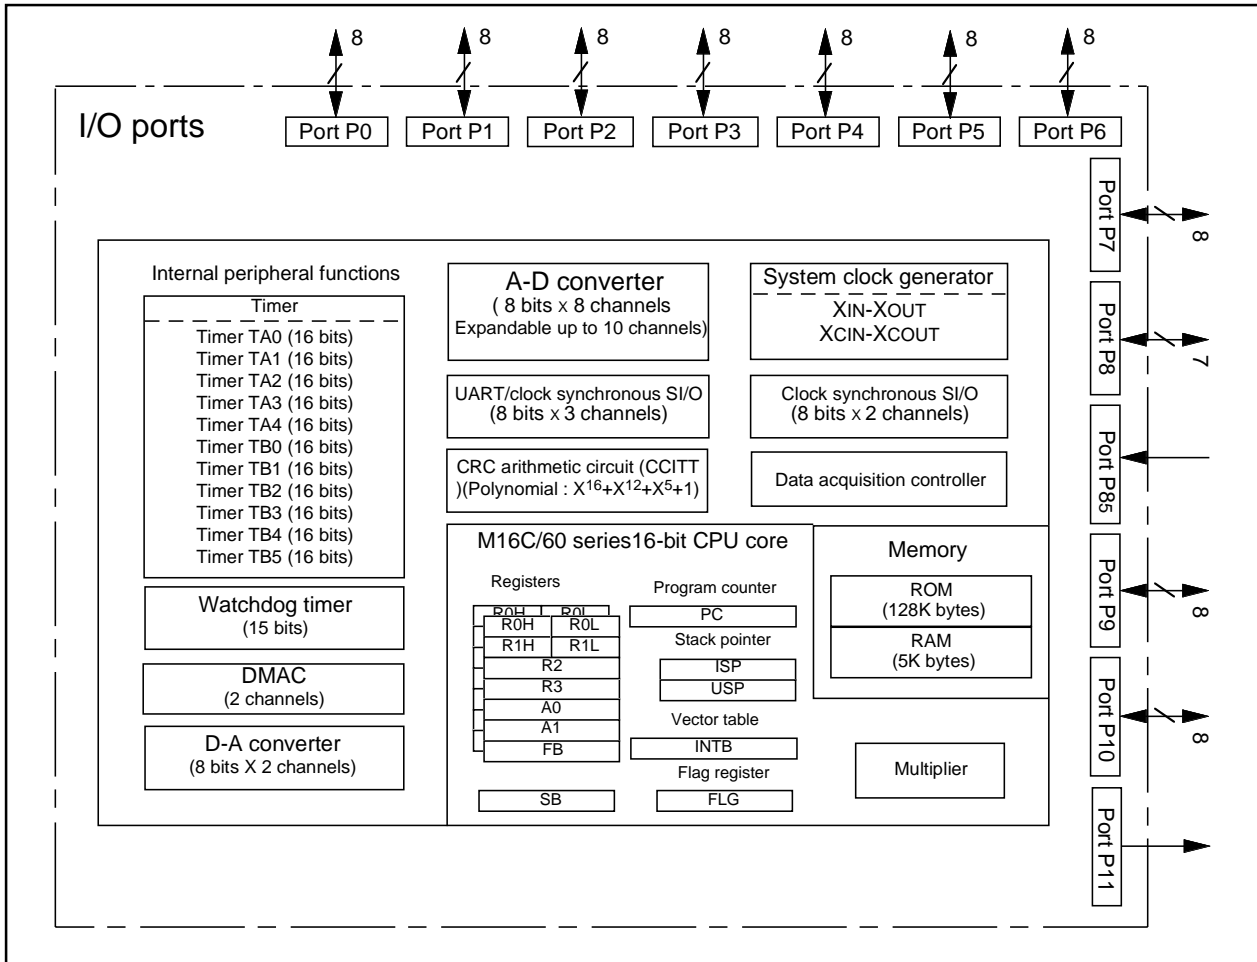 8 8 8 8 8 8 8
I/O ports
Port P0 Port P1 Port P2 Port P3 Port P4 Port P5 Port P6
Port P7
8
Port P8
7
Port P85
Port P9
8
Port P10
8
Port P11
Internal peripheral functions
Timer
Timer TA0 (16 bits)
Timer TA1 (16 bits)
Timer TA2 (16 bits)
Timer TA3 (16 bits)
Timer TA4 (16 bits)
Timer TB0 (16 bits)
Timer TB1 (16 bits)
Timer TB2 (16 bits)
Timer TB3 (16 bits)
Timer TB4 (16 bits)
Timer TB5 (16 bits)
Watchdog timer
(15 bits)
DMAC
(2 channels)
D-A converter
(8 bits X 2 channels)
A-D converter
( 8 bits x 8 channels
Expandable up to 10 channels)
UART/clock synchronous SI/O
(8 bits x 3 channels)
CRC arithmetic circuit (CCITT
)(Polynomial : X16+X12+X5+1)
System clock generator
XIN-XOUT
XCIN-XCOUT
Clock synchronous SI/O
(8 bits x 2 channels)
Data acquisition controller
M16C/60 series16-bit CPU core
Registers
R0H R0L
R0H R0L
R1H R1L
R2
R3
A0
A1
FB
SB
Program counter
PC
Stack pointer
ISP
USP
Vector table
INTB
Flag register
FLG
Memory
ROM
(128K bytes)
RAM
(5K bytes)
Multiplier